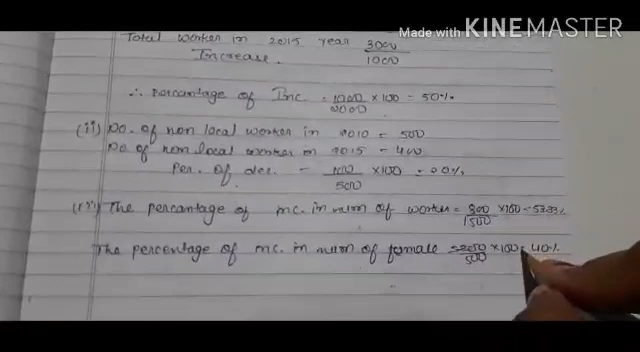 Made with KINEMASTER
Total worker in 2015 year 3000
Increase. 1000
∴ percentage of Inc. = 1000/2000 × 100 = 50%.
(ii) No. of non local worker in 2010 = 500
No of non local worker in 2015 = 400
Per. of dec. = 100/500 × 100 = 20%.
The percentage of inc. in num of worker = 800/1500 × 100 = 53.33%
The percentage of inc. in num of female = 200/500 × 100 = 40%.